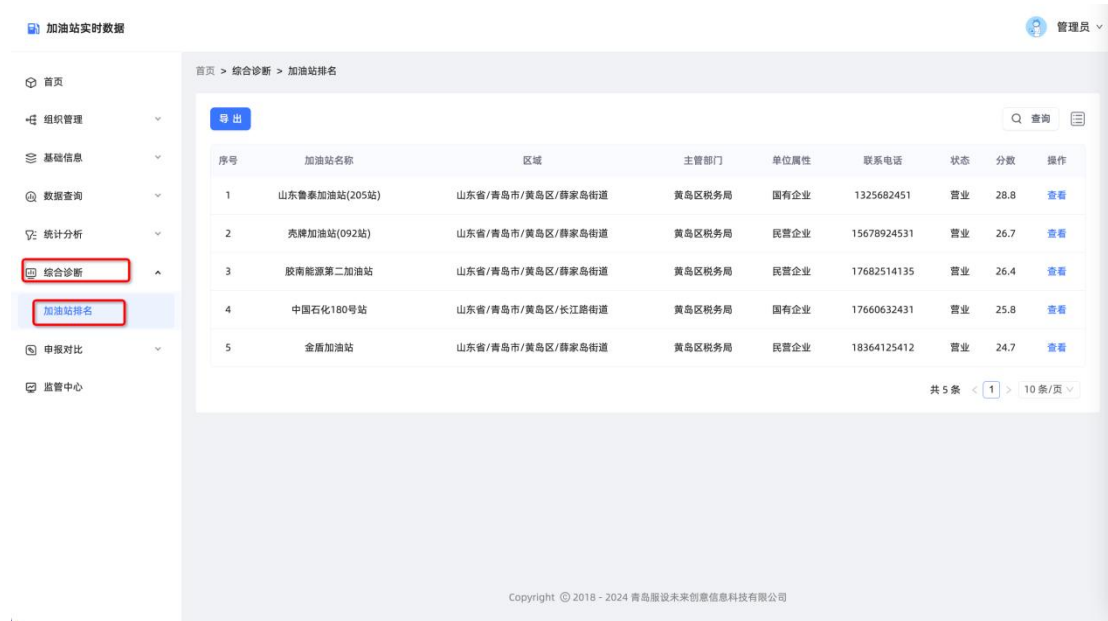 加油站实时数据
管理员
首页
组织管理
基础信息
数据查询
统计分析
综合诊断
加油站排名
申报对比
监管中心
首页 > 综合诊断 > 加油站排名
导出
查询
序号 加油站名称 区域 主管部门 单位属性 联系电话 状态 分数 操作
1 山东鲁泰加油站(205站) 山东省/青岛市/黄岛区/薛家岛街道 黄岛区税务局 国有企业 1325682451 营业 28.8 查看
2 壳牌加油站(092站) 山东省/青岛市/黄岛区/薛家岛街道 黄岛区税务局 民营企业 15678924531 营业 26.7 查看
3 胶南能源第二加油站 山东省/青岛市/黄岛区/薛家岛街道 黄岛区税务局 民营企业 17682514135 营业 26.4 查看
4 中国石化180号站 山东省/青岛市/黄岛区/长江路街道 黄岛区税务局 国有企业 17660632431 营业 25.8 查看
5 金盾加油站 山东省/青岛市/黄岛区/薛家岛街道 黄岛区税务局 民营企业 18364125412 营业 24.7 查看
共 5 条 < 1 > 10 条/页
Copyright © 2018 - 2024 青岛服设未来创意信息科技有限公司